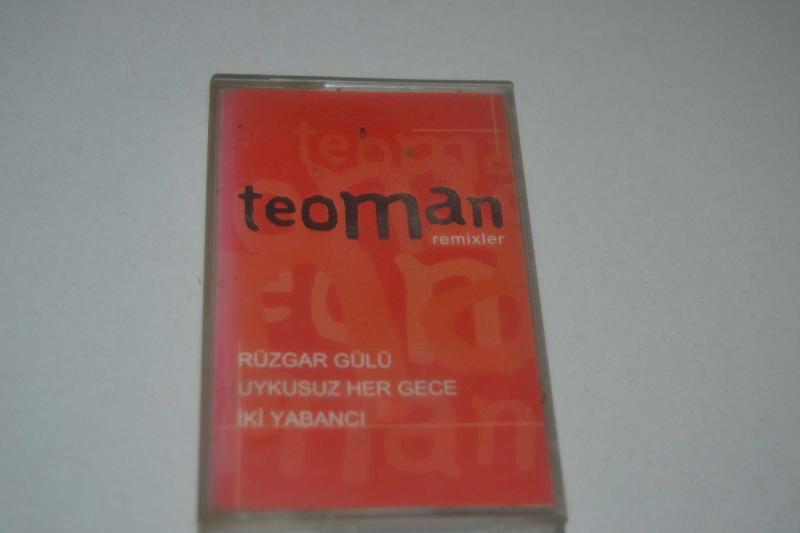 teoman
remixler
RÜZGAR GÜLÜ
UYKUSUZ HER GECE
İKİ YABANCI